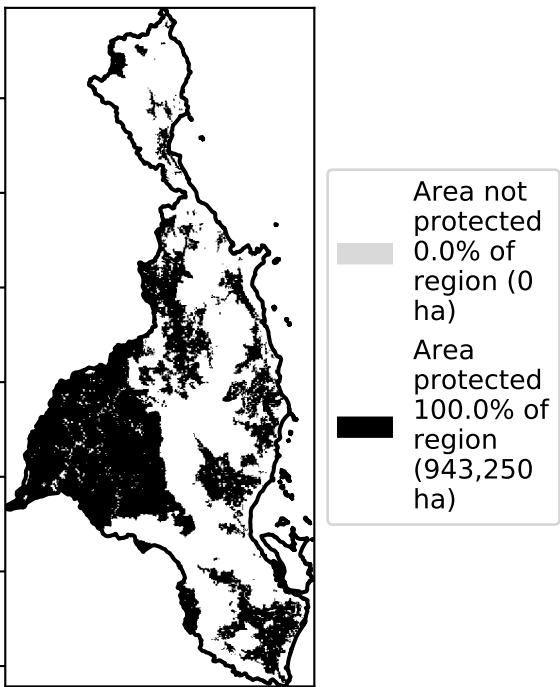 Area not
protected
0.0% of
region (0
ha)
Area
protected
100.0% of
region
(943,250
ha)